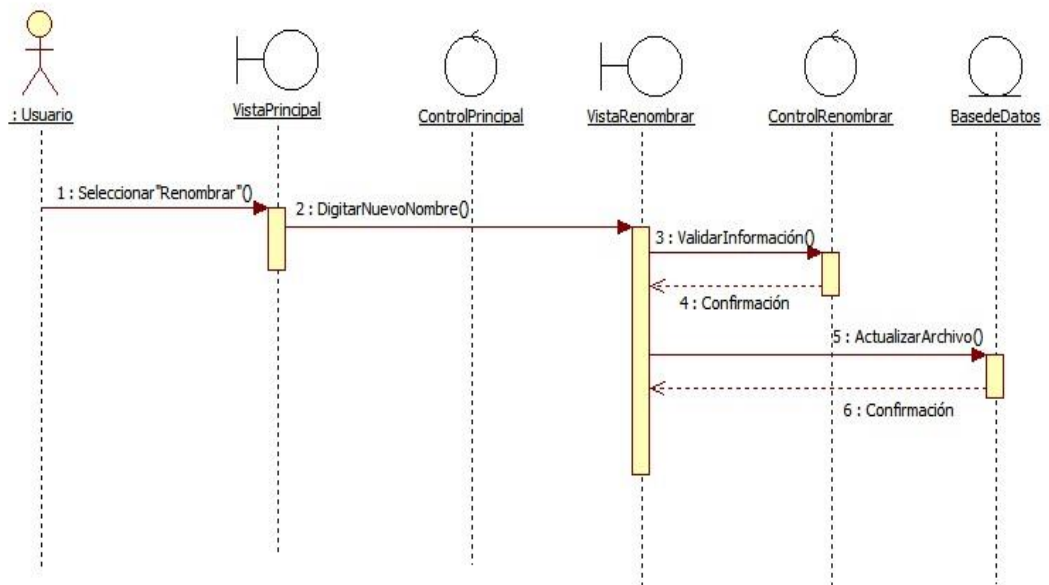 : Usuario
VistaPrincipal
ControlPrincipal
VistaRenombrar
ControlRenombrar
BasedeDatos
1 : Seleccionar"Renombrar"()
2 : DigitarNuevoNombre()
3 : ValidarInformación()
4 : Confirmación
5 : ActualizarArchivo()
6 : Confirmación